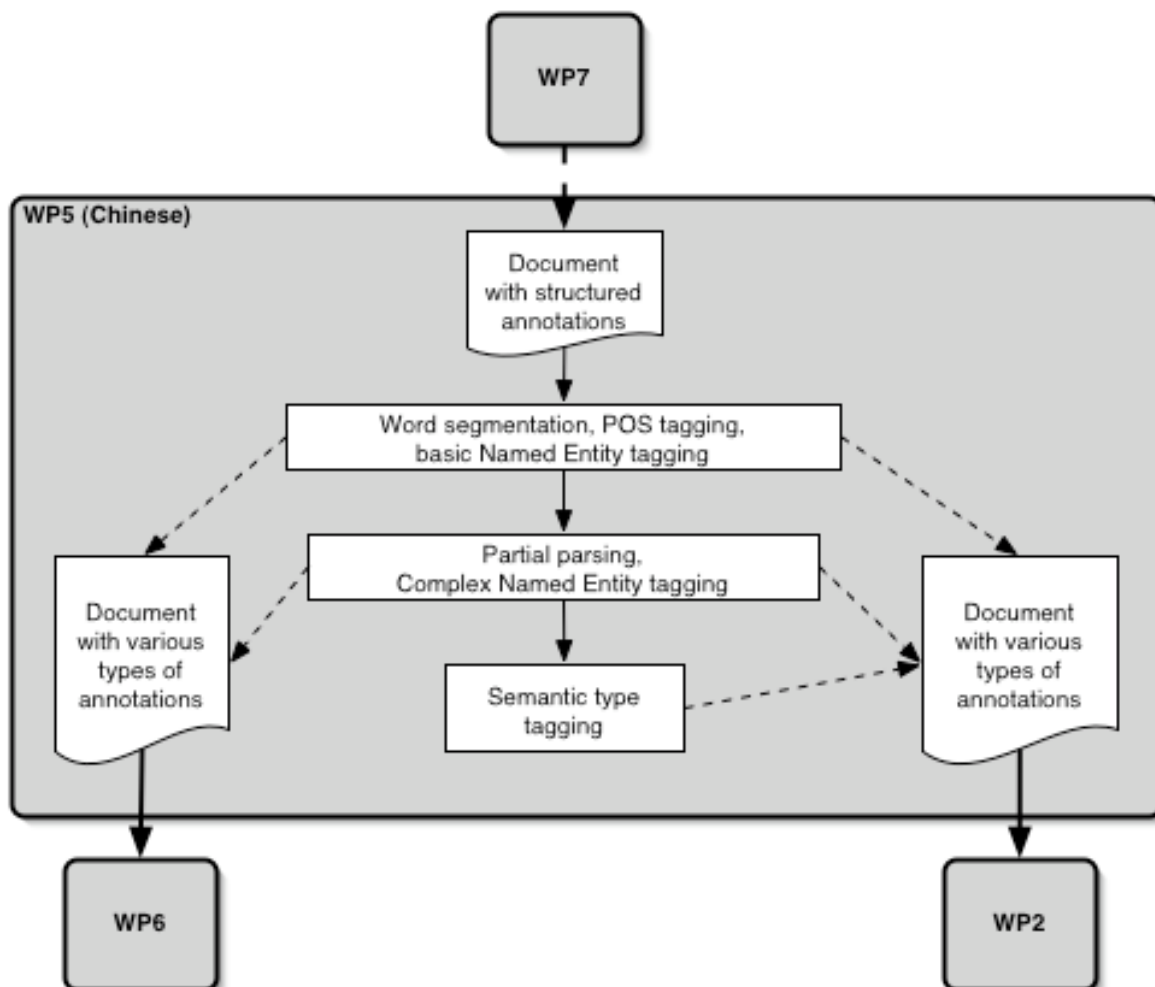 WP7
WP5 (Chinese)
Document
with structured
annotations
Word segmentation, POS tagging,
basic Named Entity tagging
Partial parsing,
Complex Named Entity tagging
Document
with various
types of
annotations
Semantic type
tagging
Document
with various
types of
annotations
WP6
WP2